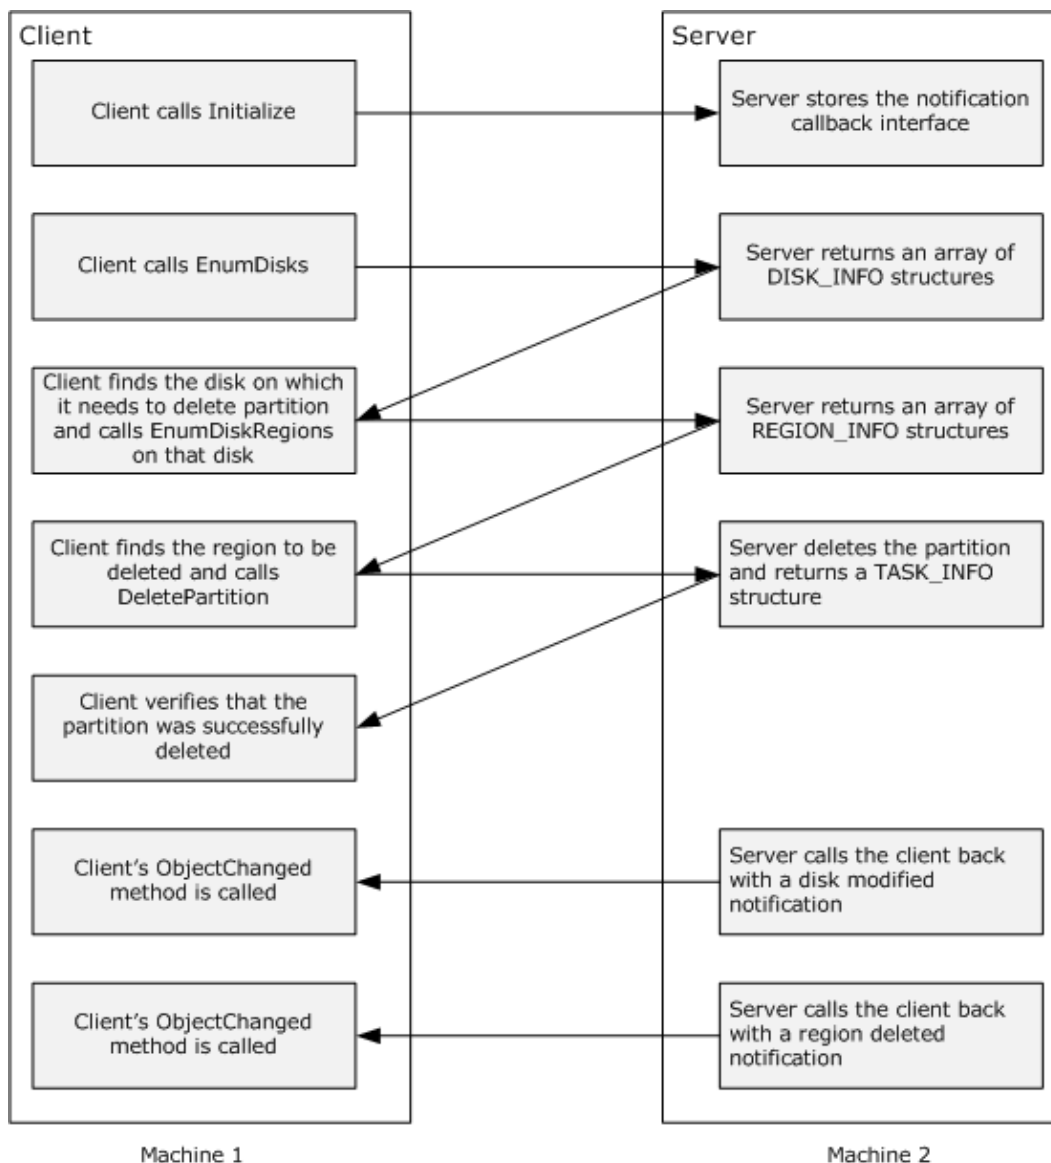 Client
Server
Client calls Initialize
Server stores the notification
callback interface
Client calls EnumDisks
Server returns an array of
DISK_INFO structures
Client finds the disk on which
it needs to delete partition
and calls EnumDiskRegions
on that disk
Server returns an array of
REGION_INFO structures
Client finds the region to be
deleted and calls
DeletePartition
Server deletes the partition
and returns a TASK_INFO
structure
Client verifies that the
partition was successfully
deleted
Client's ObjectChanged
method is called
Server calls the client back
with a disk modified
notification
Client's ObjectChanged
method is called
Server calls the client back
with a region deleted
notification
Machine 1
Machine 2